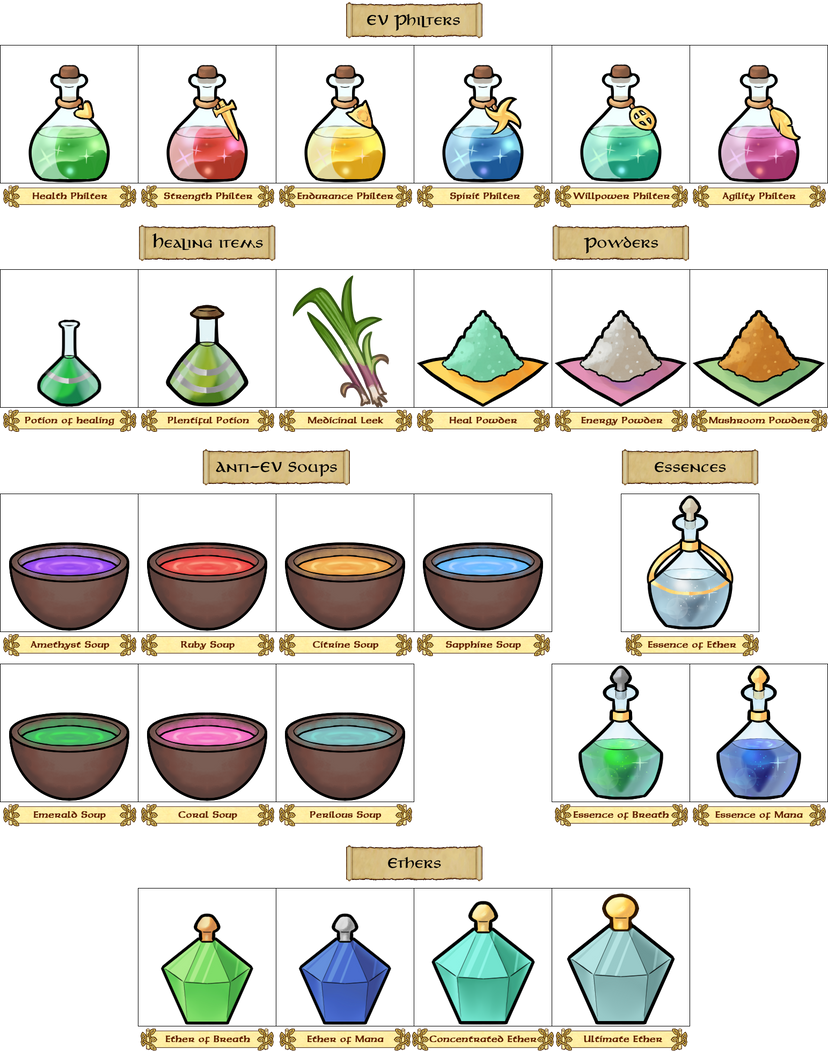 EV Philters
Health Philter
Strength Philter
Endurance Philter
Spirit Philter
Willpower Philter
Agility Philter
Healing items
Powders
Potion of healing
Plentiful Potion
Medicinal Leek
Heal Powder
Energy Powder
Mushroom Powder
Anti-EV Soups
Essences
Amethyst Soup
Ruby Soup
Citrine Soup
Sapphire Soup
Essence of Ether
Emerald Soup
Coral Soup
Perilous Soup
Essence of Breath
Essence of Mana
Ethers
Ether of Breath
Ether of Mana
Concentrated Ether
Ultimate Ether